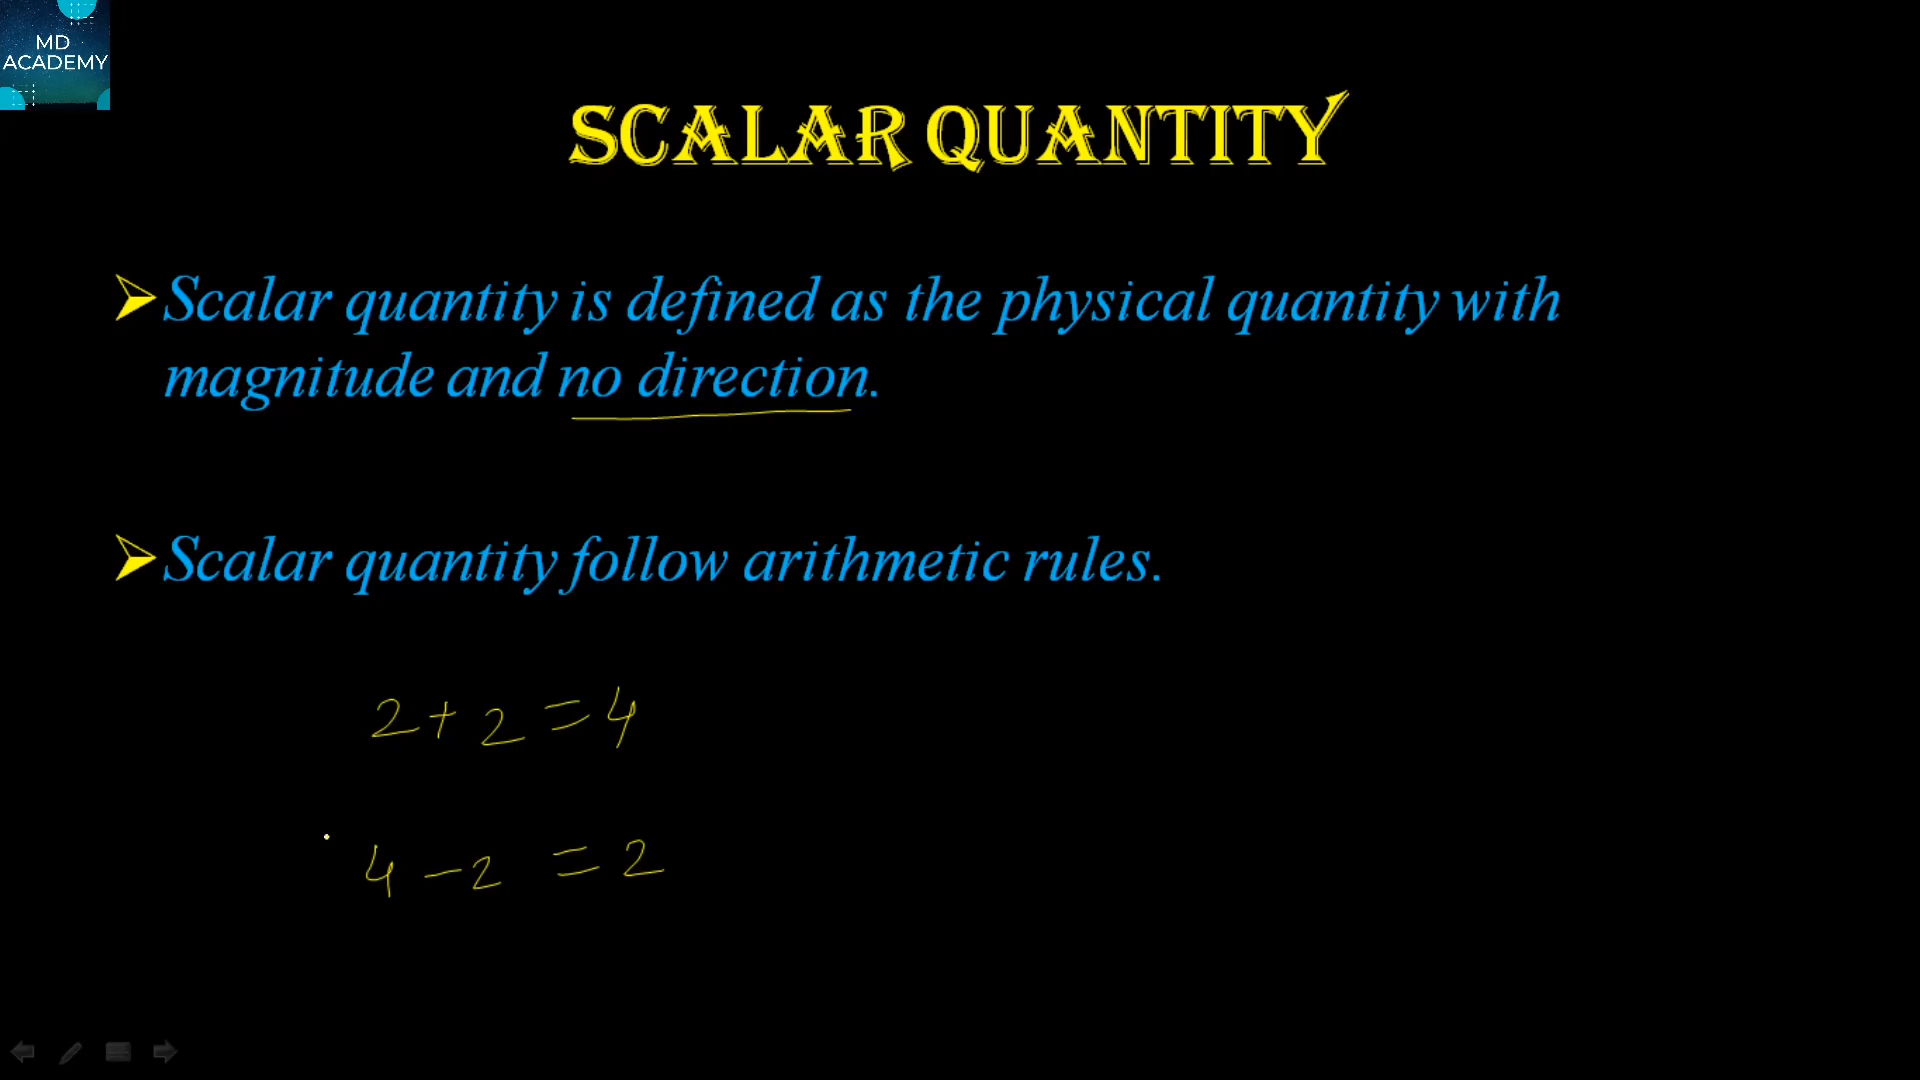 MD
ACADEMY
SCALAR QUANTITY
Scalar quantity is defined as the physical quantity with
magnitude and no direction.
Scalar quantity follow arithmetic rules.
2 + 2 = 4
4 - 2 = 2